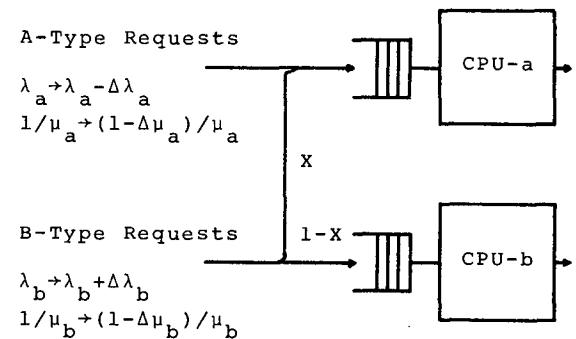 A-Type Requests
λa→λa-Δλa
1/μa→(1-Δμa)/μa
CPU-a
X
B-Type Requests
1-X
λb→λb+Δλb
1/μb→(1-Δμb)/μb
CPU-b